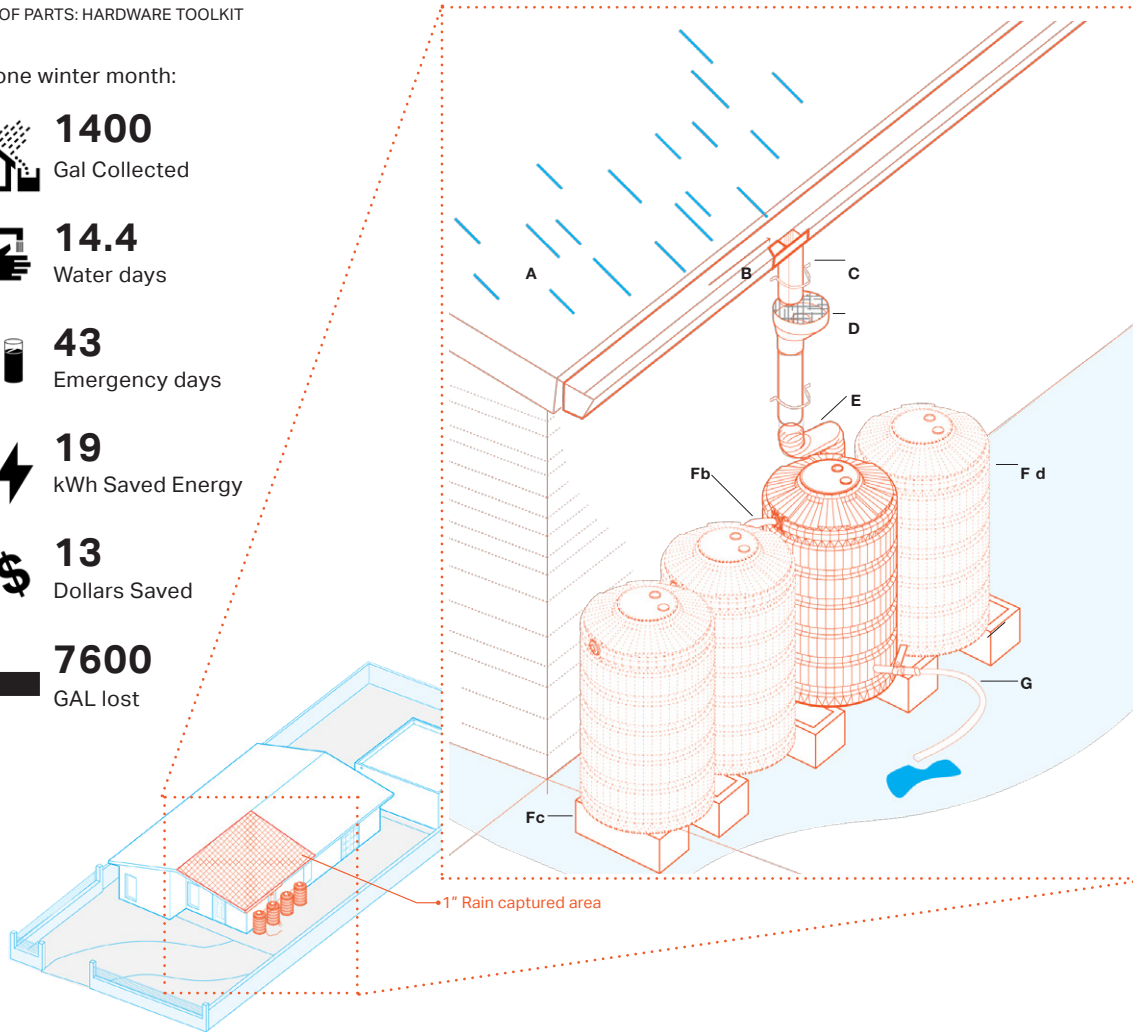 OF PARTS: HARDWARE TOOLKIT
one winter month:
1400
Gal Collected
14.4
Water days
43
Emergency days
19
kWh Saved Energy
$
13
Dollars Saved
7600
GAL lost
A
B
C
D
E
Fb
F d
G
Fc
1" Rain captured area